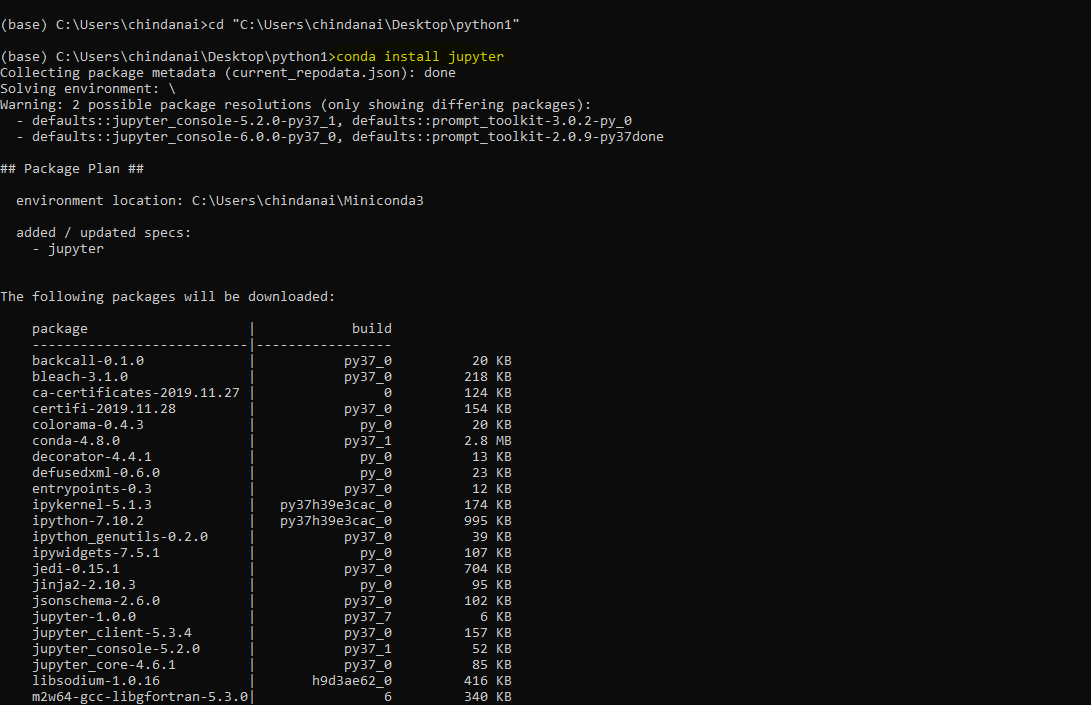 (base) C:\Users\chindanai>cd "C:\Users\chindanai\Desktop\python1"
(base) C:\Users\chindanai\Desktop\python1>conda install jupyter
Collecting package metadata (current_repodata.json): done
Solving environment: \
Warning: 2 possible package resolutions (only showing differing packages):
  - defaults::jupyter_console-5.2.0-py37_1, defaults::prompt_toolkit-3.0.2-py_0
  - defaults::jupyter_console-6.0.0-py37_0, defaults::prompt_toolkit-2.0.9-py37done
## Package Plan ##
  environment location: C:\Users\chindanai\Miniconda3
  added / updated specs:
    - jupyter
The following packages will be downloaded:
    package                    |            build
    ---------------------------|-----------------
    backcall-0.1.0             |           py37_0          20 KB
    bleach-3.1.0               |           py37_0         218 KB
    ca-certificates-2019.11.27 |                0         124 KB
    certifi-2019.11.28         |           py37_0         154 KB
    colorama-0.4.3             |             py_0          20 KB
    conda-4.8.0                |           py37_1         2.8 MB
    decorator-4.4.1            |             py_0          13 KB
    defusedxml-0.6.0           |             py_0          23 KB
    entrypoints-0.3            |           py37_0          12 KB
    ipykernel-5.1.3            |   py37h39e3cac_0         174 KB
    ipython-7.10.2             |   py37h39e3cac_0         995 KB
    ipython_genutils-0.2.0     |           py37_0          39 KB
    ipywidgets-7.5.1           |             py_0         107 KB
    jedi-0.15.1                |           py37_0         704 KB
    jinja2-2.10.3              |             py_0          95 KB
    jsonschema-2.6.0           |           py37_0         102 KB
    jupyter-1.0.0              |           py37_7           6 KB
    jupyter_client-5.3.4       |           py37_0         157 KB
    jupyter_console-5.2.0      |           py37_1          52 KB
    jupyter_core-4.6.1         |           py37_0          85 KB
    libsodium-1.0.16           |       h9d3ae62_0         416 KB
    m2w64-gcc-libgfortran-5.3.0|                6         340 KB